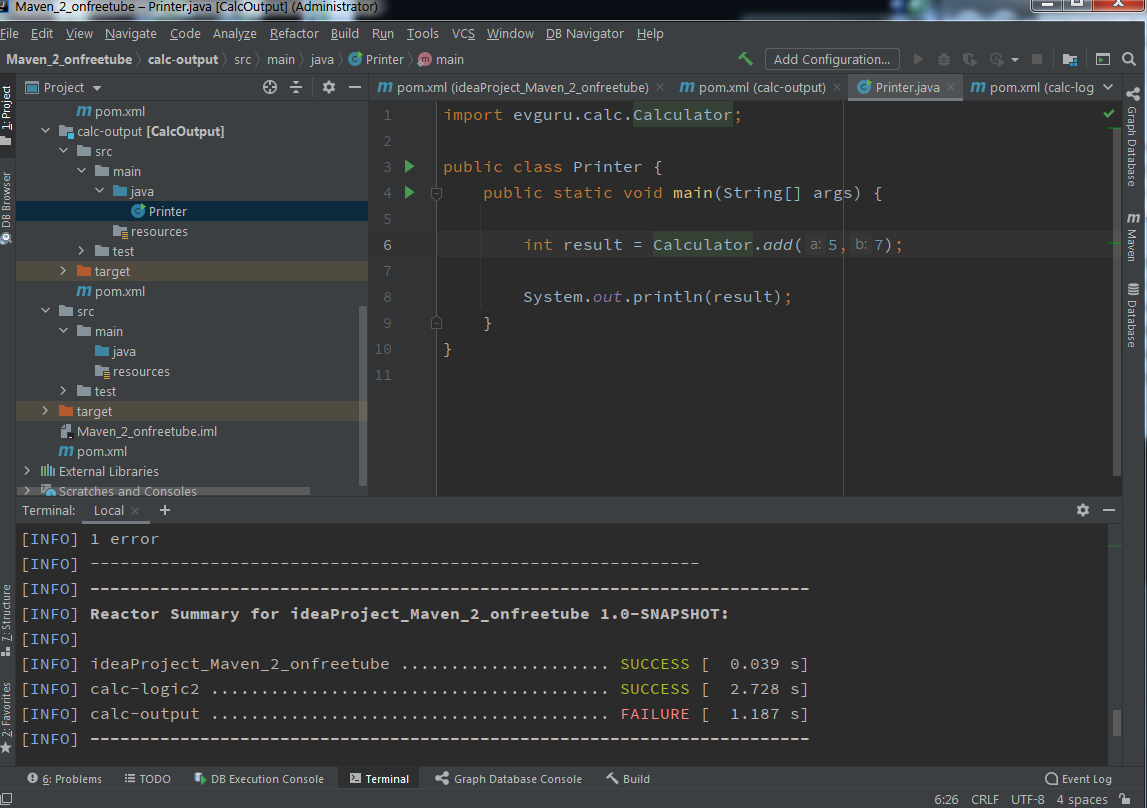 Maven_2_onfreetube – Printer.java [CalcOutput] (Administrator)
File Edit View Navigate Code Analyze Refactor Build Run Tools VCS Window DB Navigator Help
Maven_2_onfreetube calc-output src main java Printer main Add Configuration...
Project
m pom.xml (ideaProject_Maven_2_onfreetube) m pom.xml (calc-output) Printer.java m pom.xml (calc-log
1: Project
DB Browser
7: Structure
2: Favorites
m pom.xml
calc-output [CalcOutput]
src
main
java
Printer
resources
test
target
m pom.xml
src
main
java
resources
test
target
Maven_2_onfreetube.iml
m pom.xml
External Libraries
Scratches and Consoles
1 import evguru.calc.Calculator;
2
3 public class Printer {
4 public static void main(String[] args) {
5
6 int result = Calculator.add( a: 5, b: 7);
7
8 System.out.println(result);
9 }
10 }
11
Graph Database
m Maven
Database
Terminal: Local +
[INFO] 1 error
[INFO] -------------------------------------------------------------
[INFO] ------------------------------------------------------------------------
[INFO] Reactor Summary for ideaProject_Maven_2_onfreetube 1.0-SNAPSHOT:
[INFO]
[INFO] ideaProject_Maven_2_onfreetube ..................... SUCCESS [ 0.039 s]
[INFO] calc-logic2 ........................................ SUCCESS [ 2.728 s]
[INFO] calc-output ........................................ FAILURE [ 1.187 s]
[INFO] ------------------------------------------------------------------------
6: Problems TODO DB Execution Console Terminal Graph Database Console Build Event Log
6:26 CRLF UTF-8 4 spaces